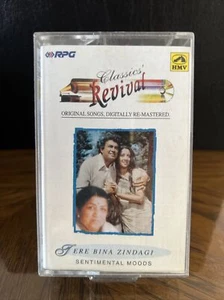 RPG
HMV
Classics'
Revival
ORIGINAL SONGS, DIGITALLY RE-MASTERED.
TERE BINA ZINDAGI
SENTIMENTAL MOODS